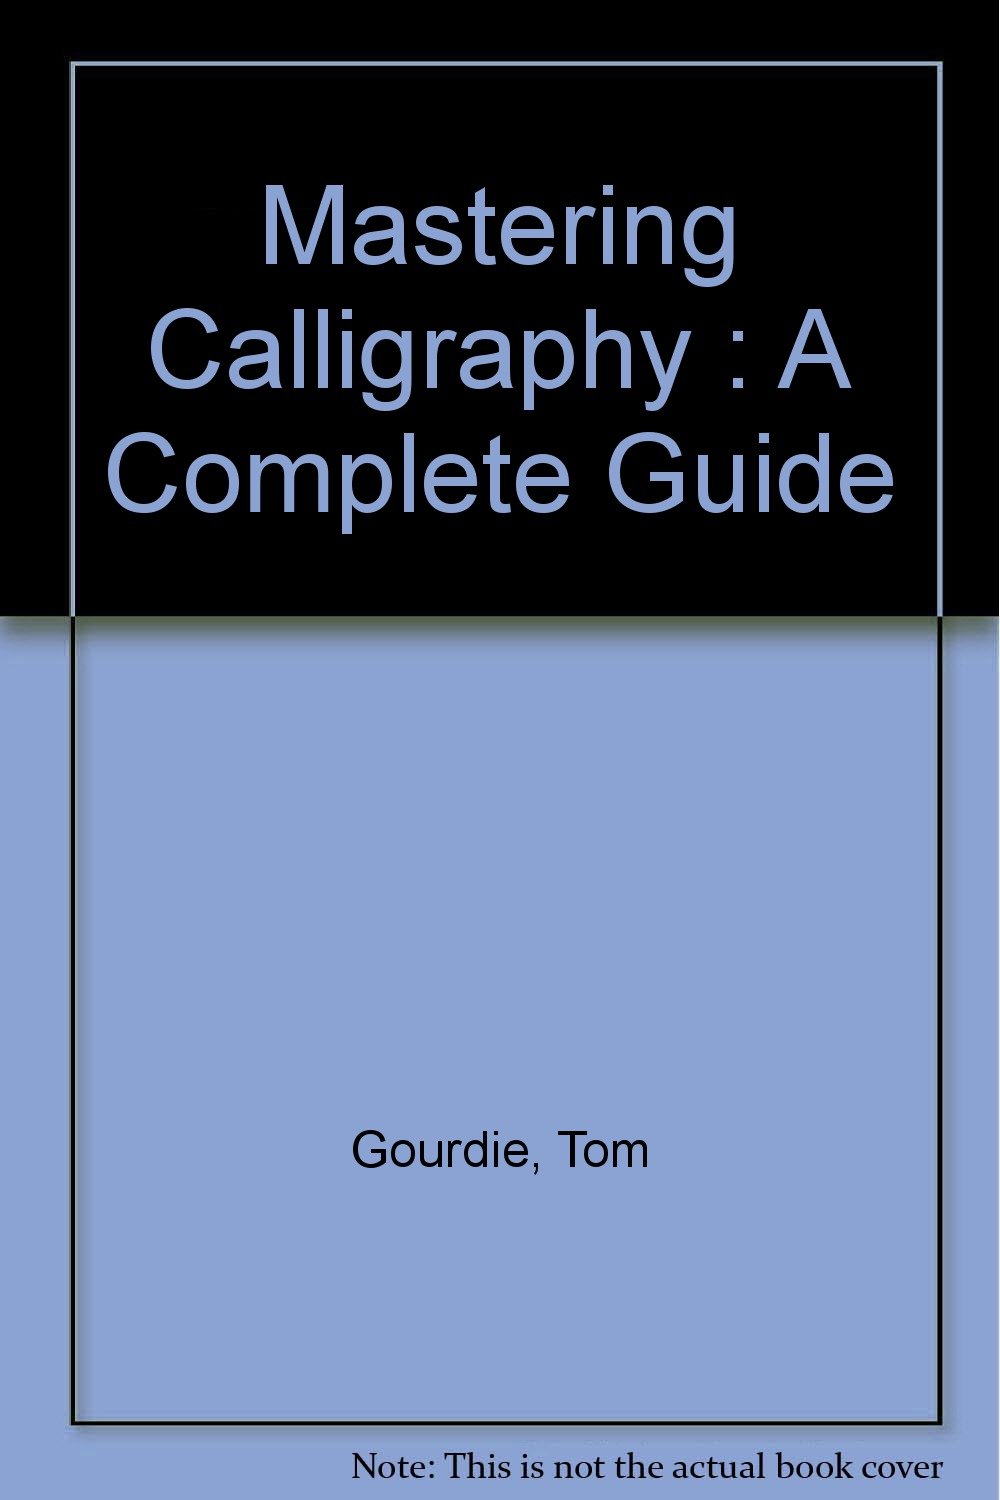 Mastering
Calligraphy : A
Complete Guide
Gourdie, Tom
Note: This is not the actual book cover